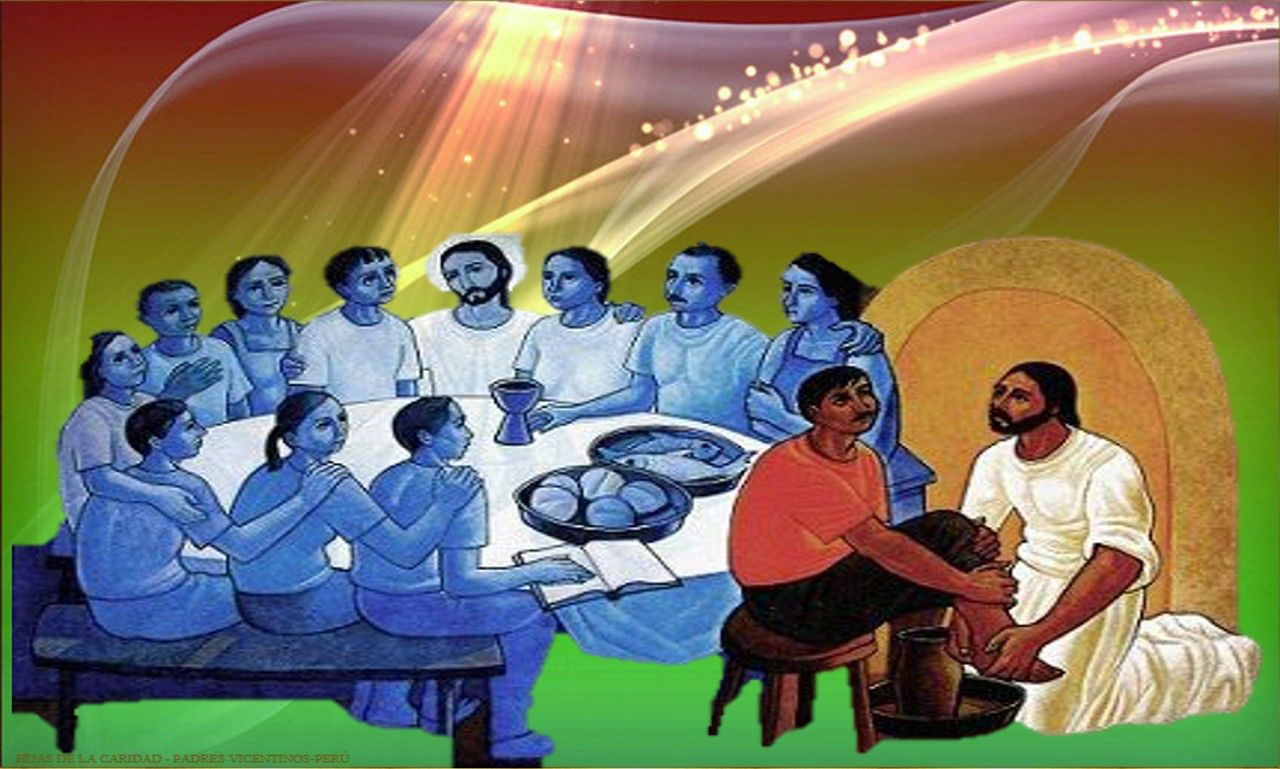 HIJAS DE LA CARIDAD - PADRES VICENTINOS-PERÚ